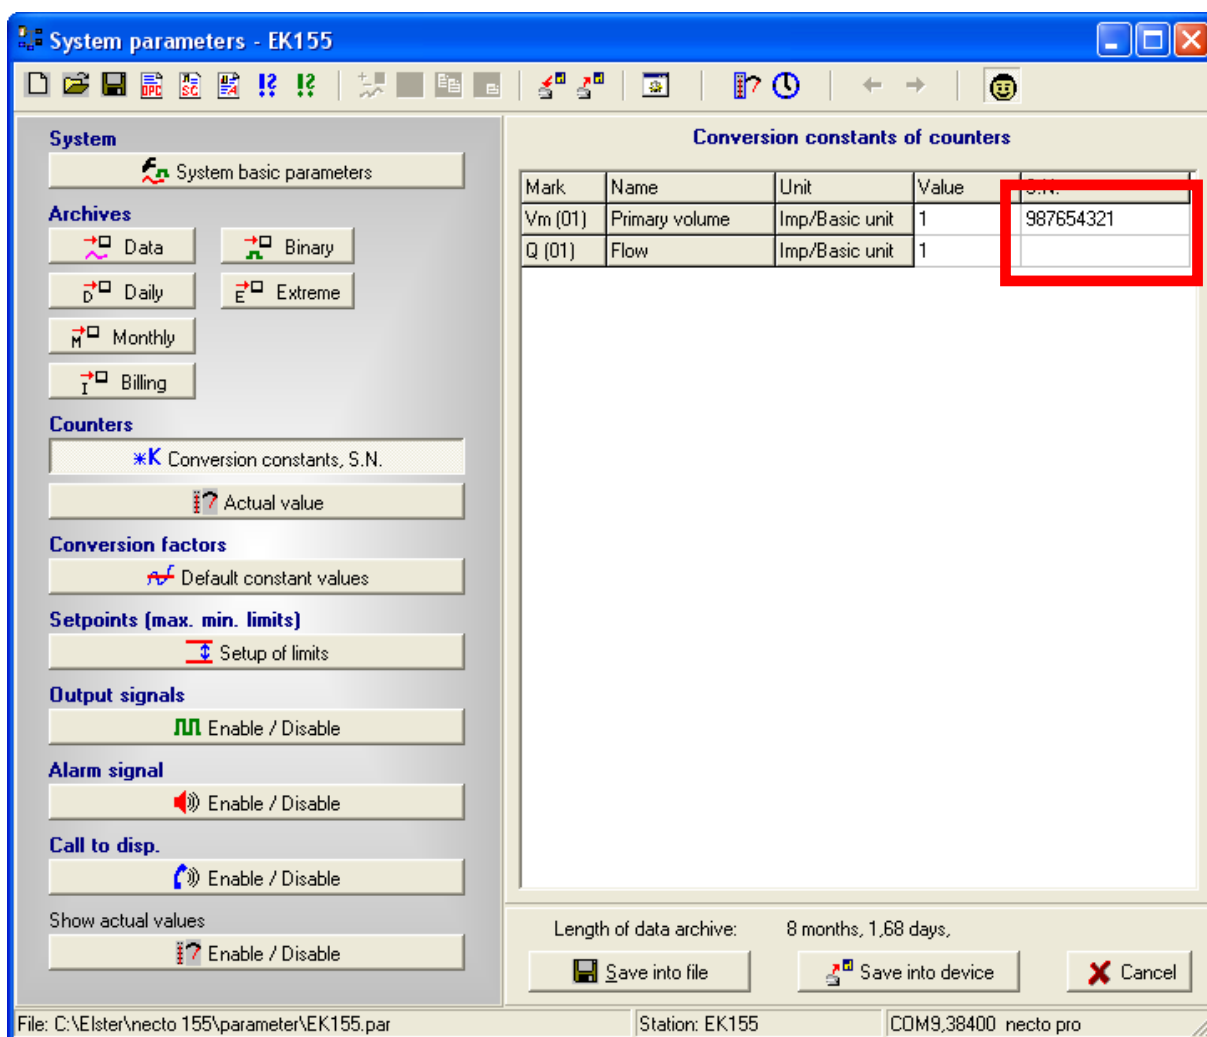 System parameters - EK155
System
System basic parameters
Archives
Data
Binary
Daily
Extreme
Monthly
Billing
Counters
Conversion constants, S.N.
Actual value
Conversion factors
Default constant values
Setpoints (max. min. limits)
Setup of limits
Output signals
Enable / Disable
Alarm signal
Enable / Disable
Call to disp.
Enable / Disable
Show actual values
Enable / Disable
Conversion constants of counters
Mark Name Unit Value S.N.
Vm (01) Primary volume Imp/Basic unit 1 987654321
Q (01) Flow Imp/Basic unit 1
Length of data archive: 8 months, 1,68 days,
Save into file
Save into device
Cancel
File: C:\Elster\necto 155\parameter\EK155.par
Station: EK155
COM9,38400 necto pro